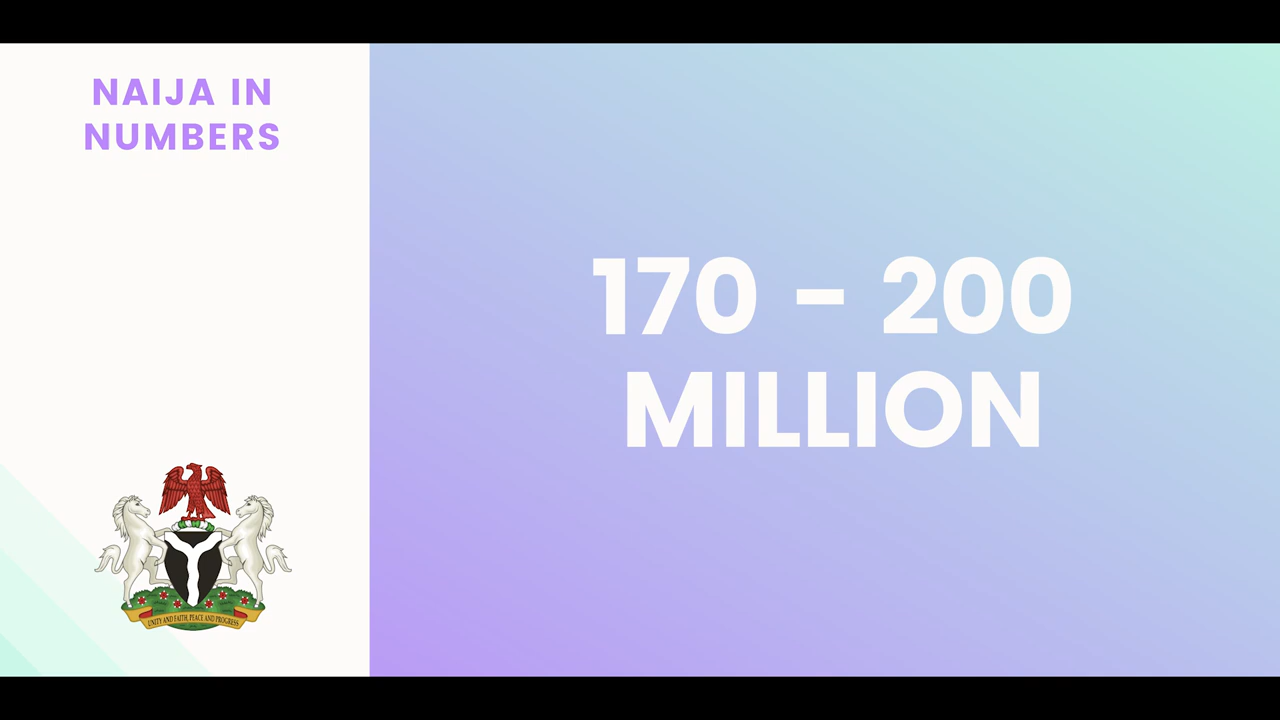 NAIJA IN
NUMBERS
170 – 200
MILLION
UNITY AND FAITH, PEACE AND PROGRESS